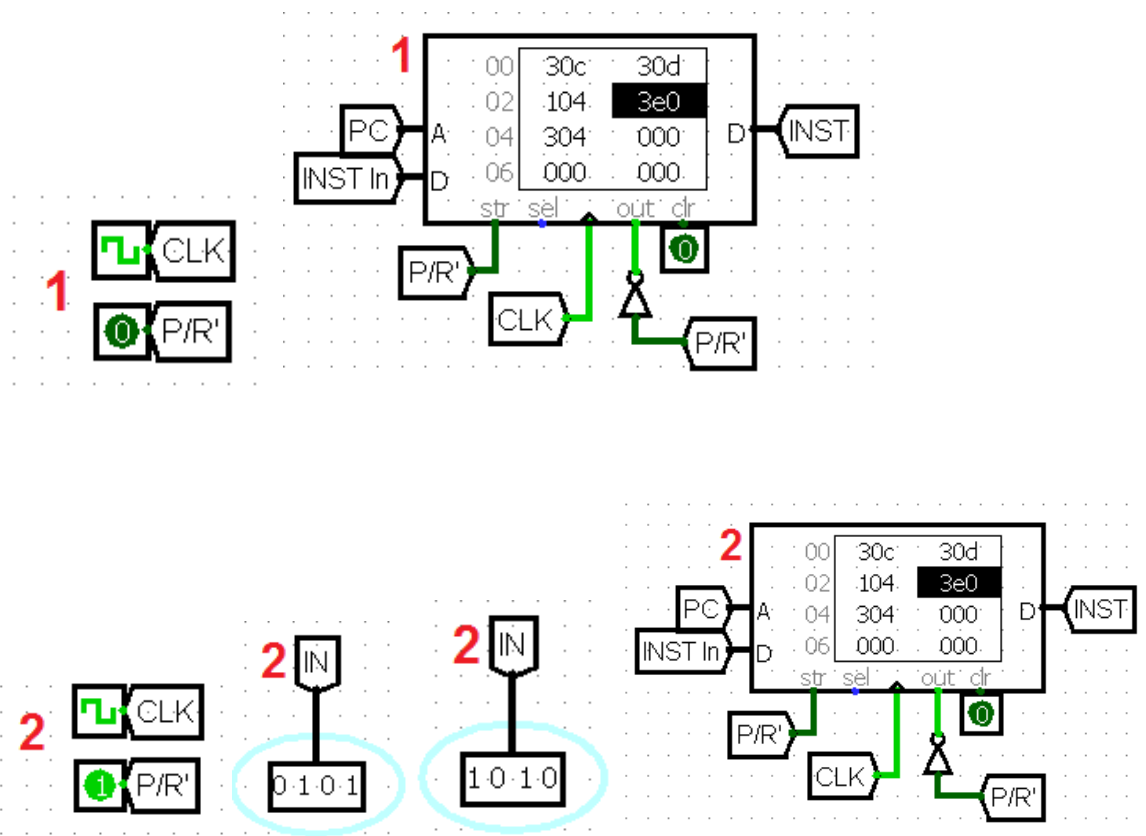 1
00 30c 30d
02 104 3e0
PC A 04 304 000 D INST
INST In D 06 000 000
str sel out clr
1
CLK
P/R' 0
CLK
0 P/R'
P/R'
2
00 30c 30d
02 104 3e0
PC A 04 304 000 D INST
INST In D 06 000 000
str sel out clr
P/R' 0
CLK
P/R'
2 IN
0 1 0 1
2 IN
1 0 1 0
2
CLK
1 P/R'